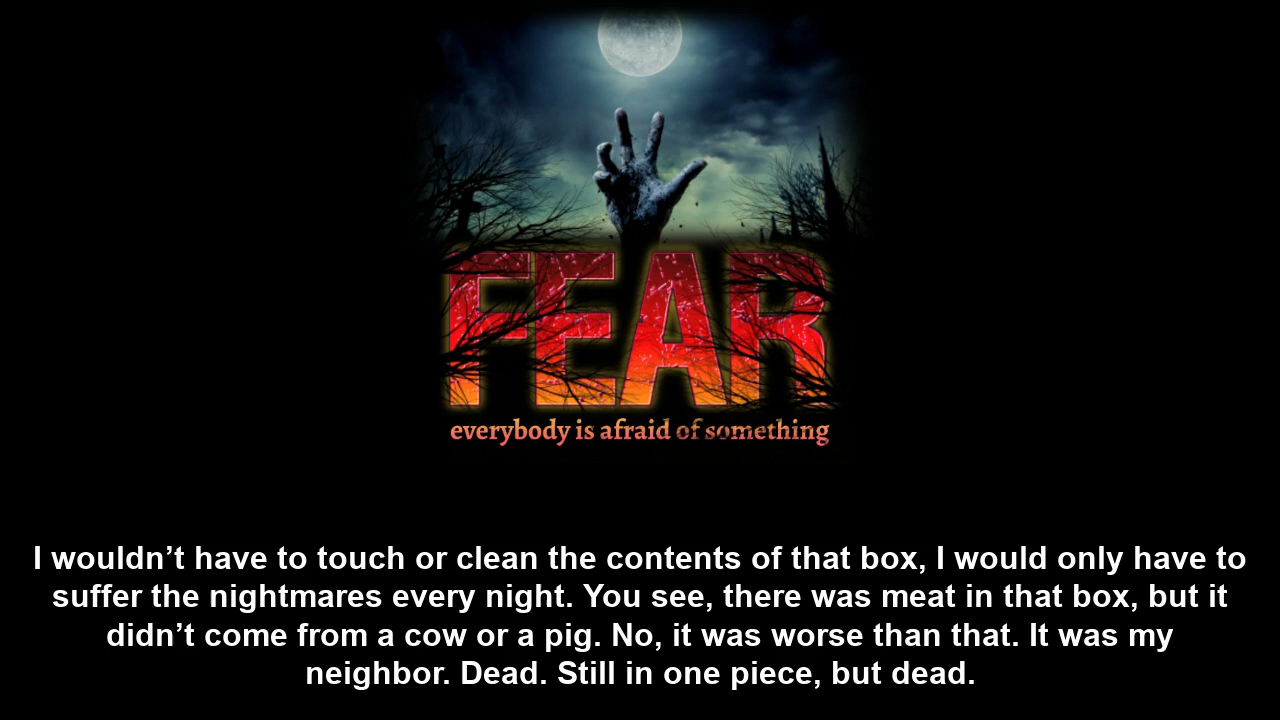 FEAR
everybody is afraid of something
I wouldn’t have to touch or clean the contents of that box, I would only have to
suffer the nightmares every night. You see, there was meat in that box, but it
didn’t come from a cow or a pig. No, it was worse than that. It was my
neighbor. Dead. Still in one piece, but dead.